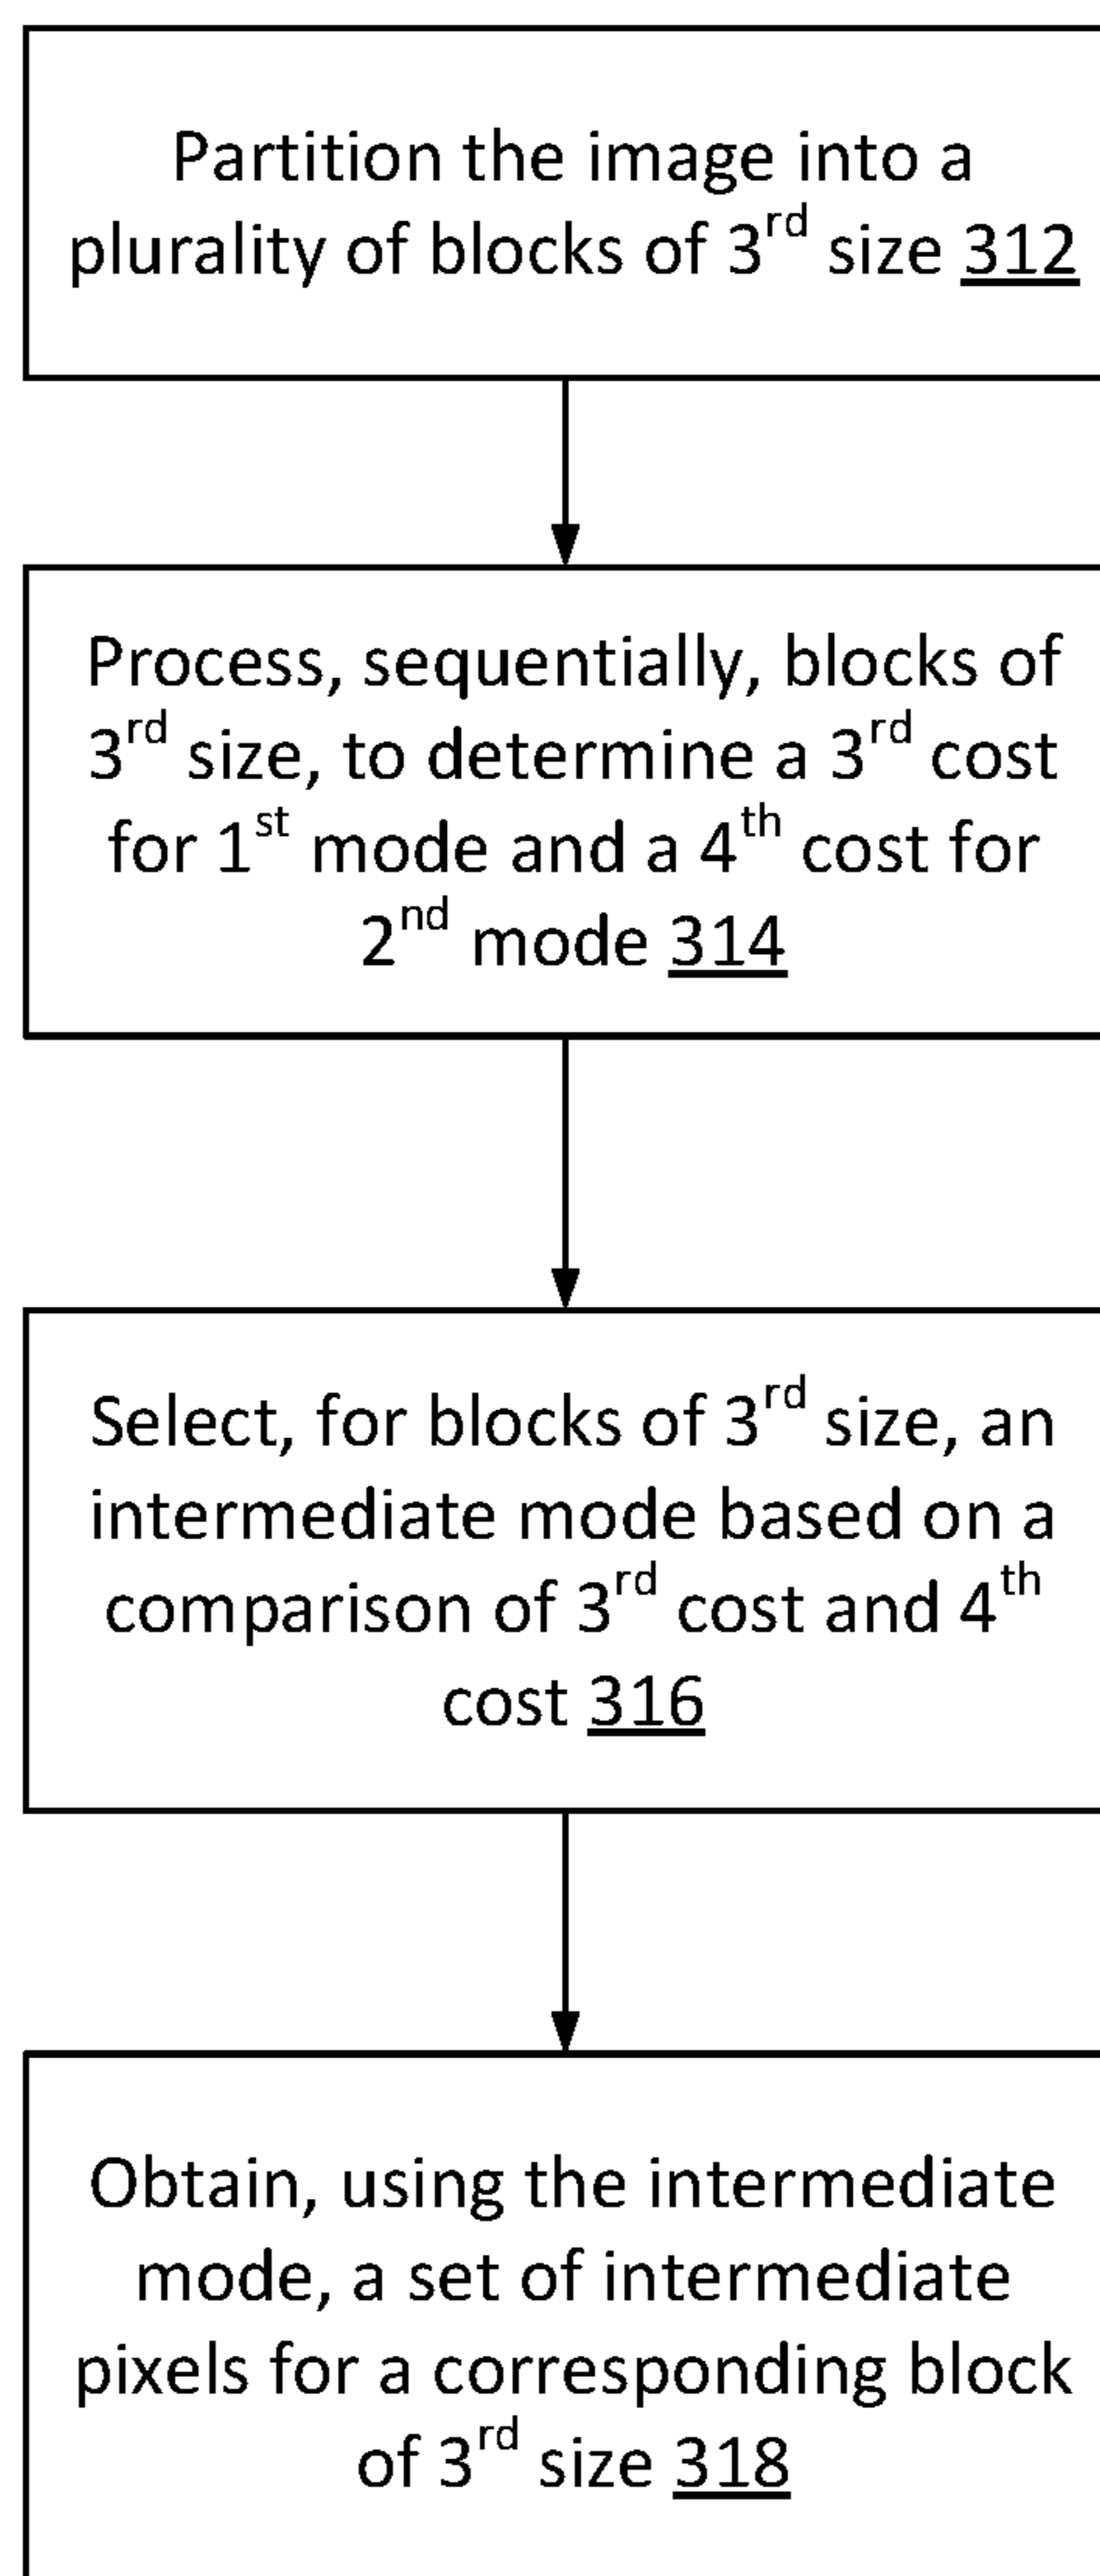 Partition the image into a
plurality of blocks of 3rd size 312
Process, sequentially, blocks of
3rd size, to determine a 3rd cost
for 1st mode and a 4th cost for
2nd mode 314
Select, for blocks of 3rd size, an
intermediate mode based on a
comparison of 3rd cost and 4th
cost 316
Obtain, using the intermediate
mode, a set of intermediate
pixels for a corresponding block
of 3rd size 318